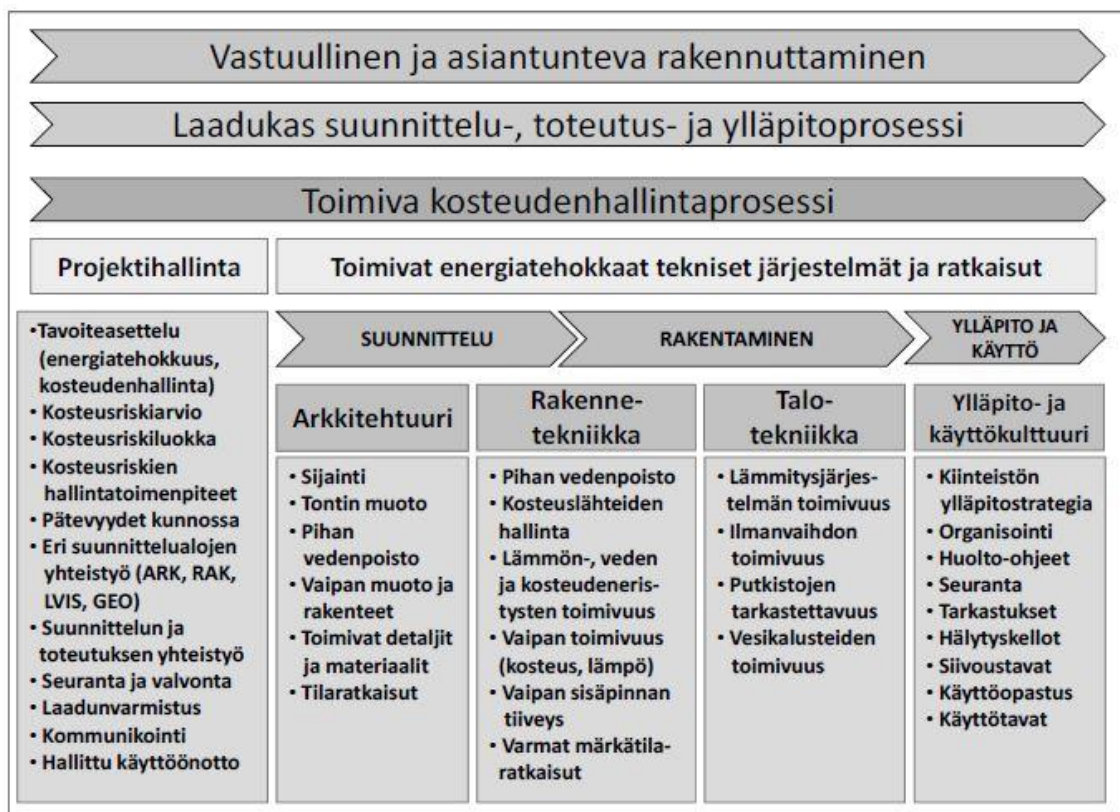 Vastuullinen ja asiantunteva rakennuttaminen
Laadukas suunnittelu-, toteutus- ja ylläpitoprosessi
Toimiva kosteudenhallintaprosessi
Projektihallinta
Toimivat energiatehokkaat tekniset järjestelmät ja ratkaisut
•Tavoiteasettelu
(energiatehokkuus,
kosteudenhallinta)
• Kosteusriskiarvio
• Kosteusriskiluokka
• Kosteusriskien
hallintatoimenpiteet
• Pätevyydet kunnossa
• Eri suunnittelualojen
yhteistyö (ARK, RAK,
LVIS, GEO)
• Suunnittelun ja
toteutuksen yhteistyö
• Seuranta ja valvonta
• Laadunvarmistus
• Kommunikointi
• Hallittu käyttöönotto
SUUNNITTELU
RAKENTAMINEN
YLLÄPITO JA
KÄYTTÖ
Arkkitehtuuri
• Sijainti
• Tontin muoto
• Pihan
vedenpoisto
• Vaipan muoto ja
rakenteet
• Toimivat detaljit
ja materiaalit
• Tilaratkaisut
Rakenne-
tekniikka
• Pihan vedenpoisto
• Kosteuslähteiden
hallinta
• Lämmön-, veden
ja kosteudeneris-
tysten toimivuus
• Vaipan toimivuus
(kosteus, lämpö)
• Vaipan sisäpinnan
tiiveys
• Varmat märkätila-
ratkaisut
Talo-
tekniikka
• Lämmitysjärjes-
telmän toimivuus
• Ilmanvaihdon
toimivuus
• Putkistojen
tarkastettavuus
• Vesikalusteiden
toimivuus
Ylläpito- ja
käyttökulttuuri
• Kiinteistön
ylläpitostrategia
• Organisointi
• Huolto-ohjeet
• Seuranta
• Tarkastukset
• Hälytyskellot
• Siivoustavat
• Käyttöopastus
• Käyttötavat